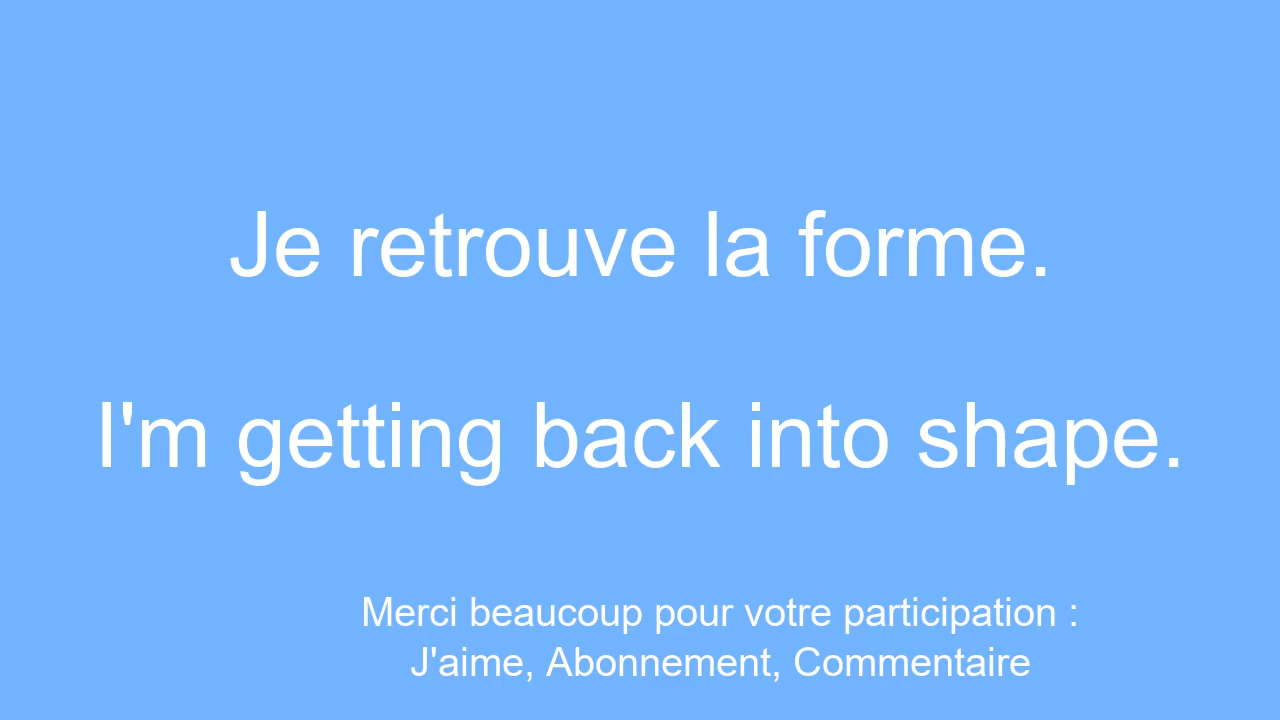 Je retrouve la forme.
I'm getting back into shape.
Merci beaucoup pour votre participation :
J'aime, Abonnement, Commentaire